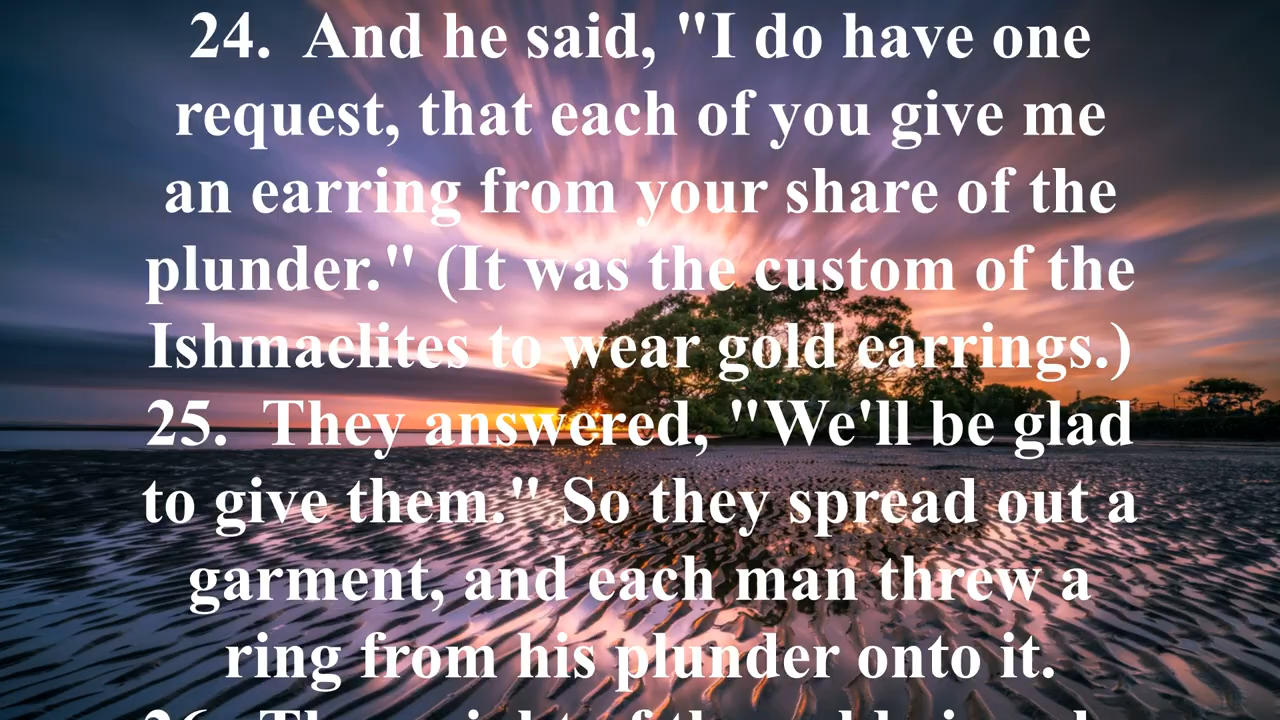 24.  And he said, "I do have one
request, that each of you give me
an earring from your share of the
plunder." (It was the custom of the
Ishmaelites to wear gold earrings.)
25.  They answered, "We'll be glad
to give them." So they spread out a
garment, and each man threw a
ring from his plunder onto it.